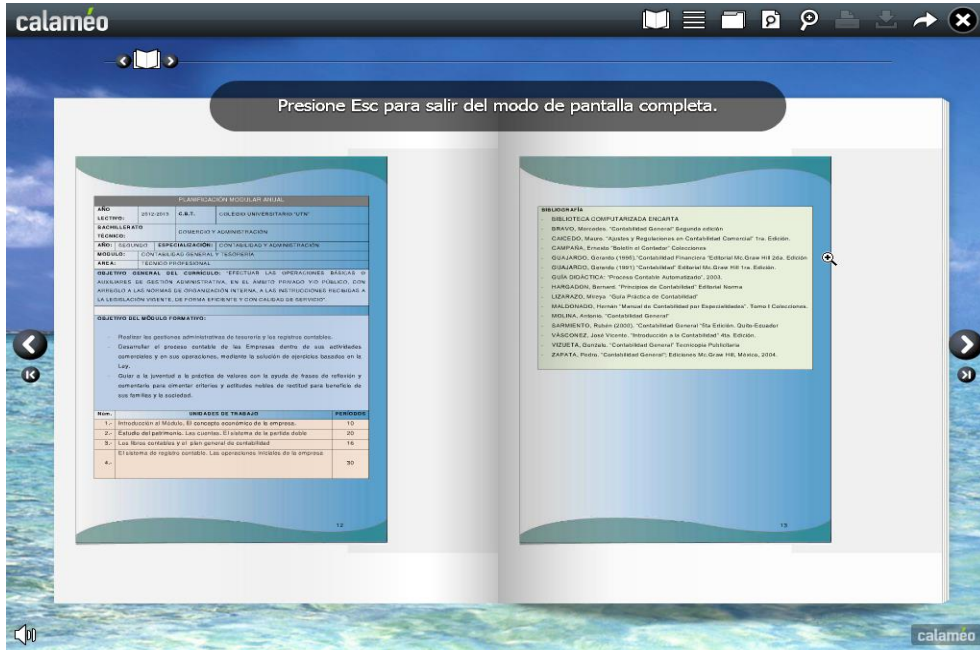 calaméo
Presione Esc para salir del modo de pantalla completa.
PLANIFICACIÓN MODULAR ANUAL
AÑO LECTIVO: 2012-2013 C.B.T. COLEGIO UNIVERSITARIO "UTN"
BACHILLERATO TÉCNICO: COMERCIO Y ADMINISTRACIÓN
AÑO: SEGUNDO ESPECIALIZACIÓN: CONTABILIDAD Y ADMINISTRACIÓN
MODULO: CONTABILIDAD GENERAL Y TESORERÍA
AREA: TÉCNICO PROFESIONAL
OBJETIVO GENERAL DEL CURRÍCULO: "EFECTUAR LAS OPERACIONES BÁSICAS O
AUXILIARES DE GESTIÓN ADMINISTRATIVA, EN EL ÁMBITO PRIVADO Y/O PÚBLICO, CON
ARREGLO A LAS NORMAS DE ORGANIZACIÓN INTERNA, A LAS INSTRUCCIONES RECIBIDAS A
LA LEGISLACIÓN VIGENTE, DE FORMA EFICIENTE Y CON CALIDAD DE SERVICIO".
OBJETIVO DEL MÓDULO FORMATIVO:
- Realizar las gestiones administrativas de tesorería y los registros contables.
- Desarrollar el proceso contable de las Empresas dentro de sus actividades
comerciales y en sus operaciones, mediante la solución de ejercicios basados en la
Ley.
- Guiar a la juventud a la práctica de valores con la ayuda de frases de reflexión y
comentario para cimentar criterios y actitudes nobles de rectitud para beneficio de
sus familias y la sociedad.
Núm. UNIDADES DE TRABAJO PERÍODOS
1.- Introducción al Módulo. El concepto económico de la empresa. 10
2.- Estudio del patrimonio. Las cuentas. El sistema de la partida doble 20
3.- Los libros contables y el plan general de contabilidad 16
4.- El sistema de registro contable. Las operaciones iniciales de la empresa 30
12
BIBLIOGRAFÍA
- BIBLIOTECA COMPUTARIZADA ENCARTA
- BRAVO, Mercedes. "Contabilidad General" Segunda edición
- CAICEDO, Mauro. "Ajustes y Regulaciones en Contabilidad Comercial" 1ra. Edición.
- CAMPAÑA, Ernesto "Boletín el Contador" Colecciones
- GUAJARDO, Gerardo (1995)."Contabilidad Financiera "Editorial Mc.Graw Hill 2da. Edición
- GUAJARDO, Gerardo (1991)."Contabilidad" Editorial Mc.Graw Hill 1ra. Edición.
- GUÍA DIDÁCTICA: "Proceso Contable Automatizado", 2003.
- HARGADON, Bernard. "Principios de Contabilidad" Editorial Norma
- LIZARAZO, Mireya. "Guía Práctica de Contabilidad"
- MALDONADO, Hernán "Manual de Contabilidad por Especialidades". Tomo I Colecciones.
- MOLINA, Antonio. "Contabilidad General"
- SARMIENTO, Rubén (2000). "Contabilidad General "5ta Edición. Quito-Ecuador
- VÁSCONEZ, José Vicente. "Introducción a la Contabilidad" 4ta. Edición.
- VIZUETA, Gonzalo. "Contabilidad General" Tecnicopia Publicitaria
- ZAPATA, Pedro. "Contabilidad General"; Ediciones Mc.Graw Hill, México, 2004.
13
calaméo